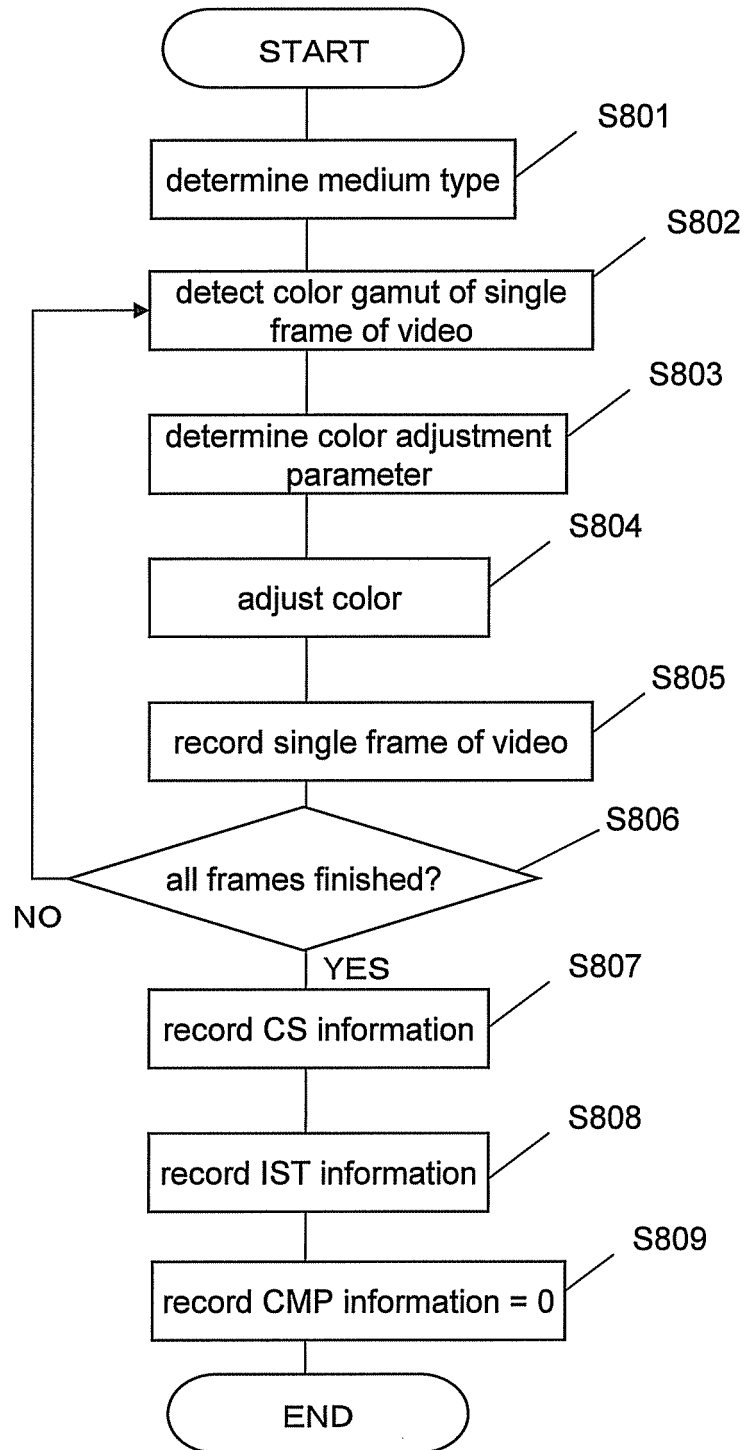 START
S801
determine medium type
S802
detect color gamut of single
frame of video
S803
determine color adjustment
parameter
S804
adjust color
S805
record single frame of video
S806
all frames finished?
NO
YES
S807
record CS information
S808
record IST information
S809
record CMP information = 0
END